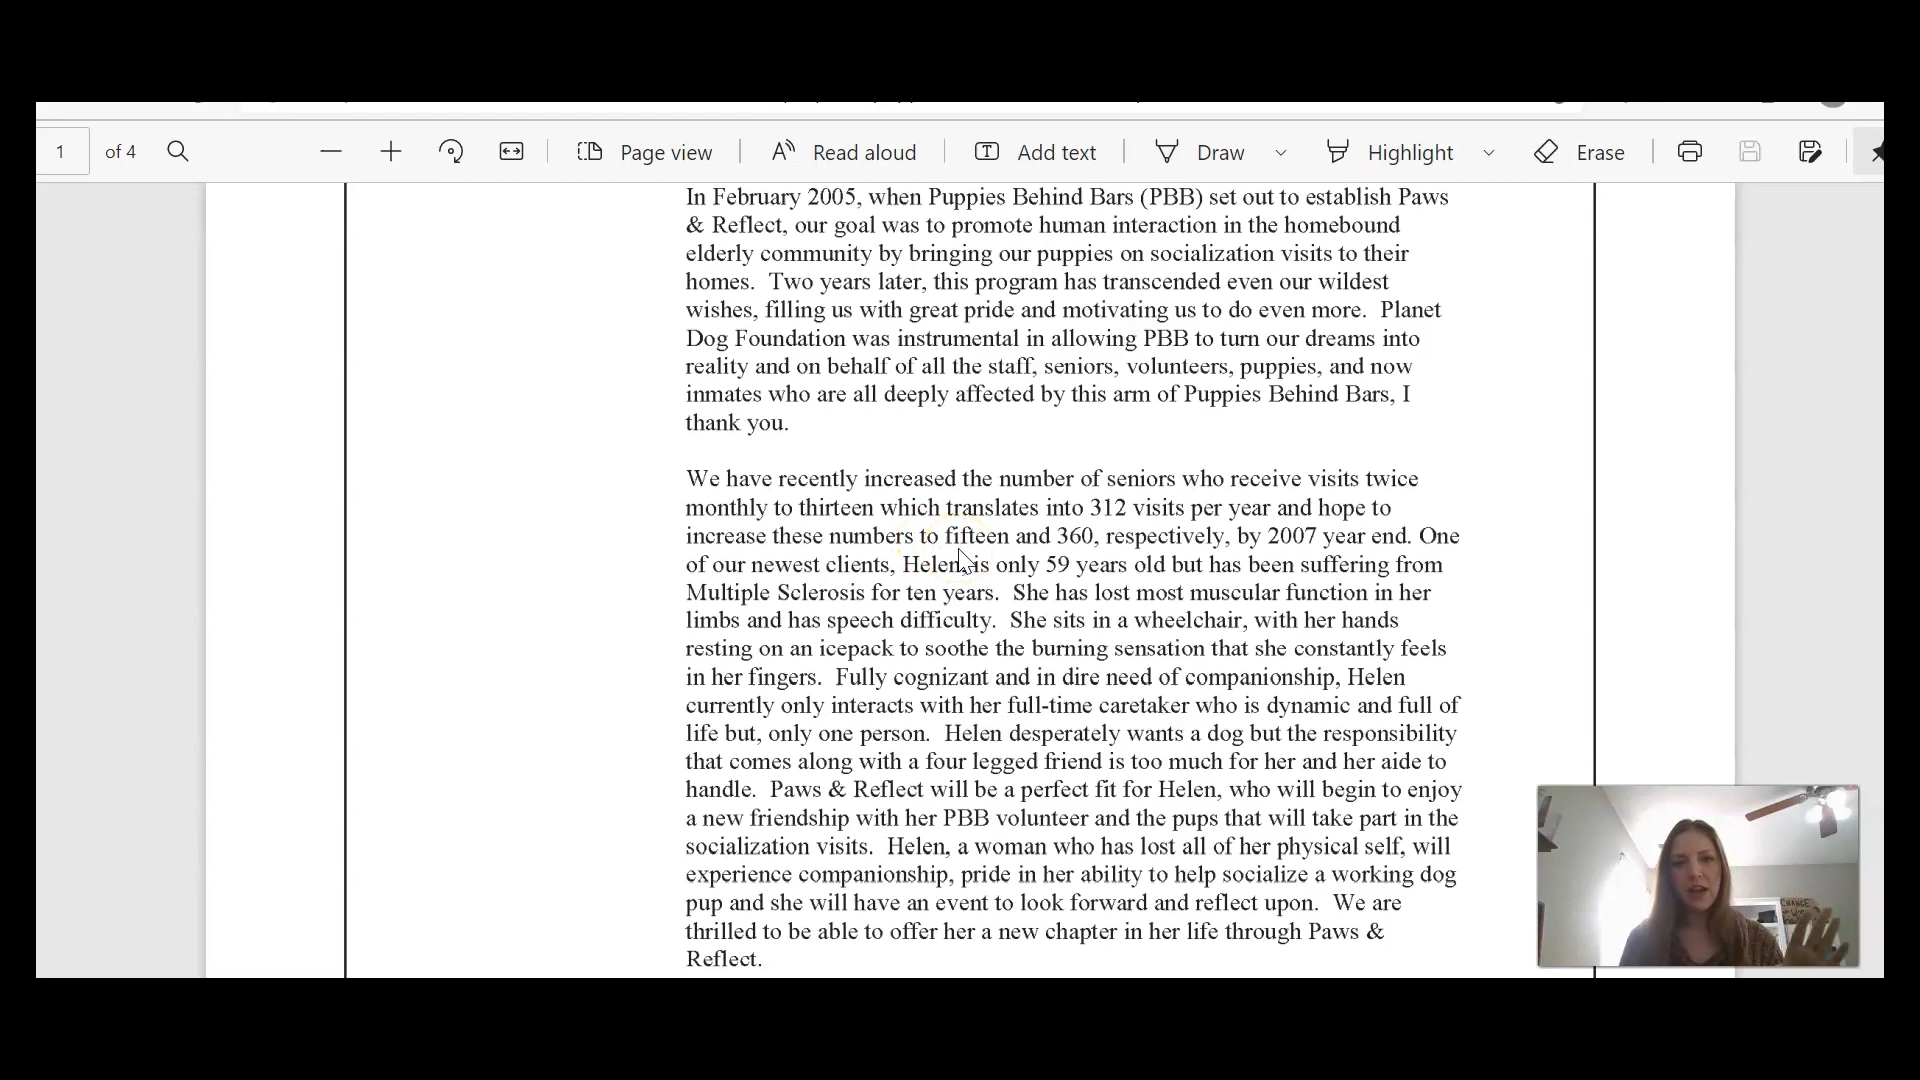 1 of 4 Page view Read aloud Add text Draw Highlight Erase
In February 2005, when Puppies Behind Bars (PBB) set out to establish Paws
& Reflect, our goal was to promote human interaction in the homebound
elderly community by bringing our puppies on socialization visits to their
homes.  Two years later, this program has transcended even our wildest
wishes, filling us with great pride and motivating us to do even more.  Planet
Dog Foundation was instrumental in allowing PBB to turn our dreams into
reality and on behalf of all the staff, seniors, volunteers, puppies, and now
inmates who are all deeply affected by this arm of Puppies Behind Bars, I
thank you.
We have recently increased the number of seniors who receive visits twice
monthly to thirteen which translates into 312 visits per year and hope to
increase these numbers to fifteen and 360, respectively, by 2007 year end. One
of our newest clients, Helen is only 59 years old but has been suffering from
Multiple Sclerosis for ten years.  She has lost most muscular function in her
limbs and has speech difficulty.  She sits in a wheelchair, with her hands
resting on an icepack to soothe the burning sensation that she constantly feels
in her fingers.  Fully cognizant and in dire need of companionship, Helen
currently only interacts with her full-time caretaker who is dynamic and full of
life but, only one person.  Helen desperately wants a dog but the responsibility
that comes along with a four legged friend is too much for her and her aide to
handle.  Paws & Reflect will be a perfect fit for Helen, who will begin to enjoy
a new friendship with her PBB volunteer and the pups that will take part in the
socialization visits.  Helen, a woman who has lost all of her physical self, will
experience companionship, pride in her ability to help socialize a working dog
pup and she will have an event to look forward and reflect upon.  We are
thrilled to be able to offer her a new chapter in her life through Paws &
Reflect.
CHANGE